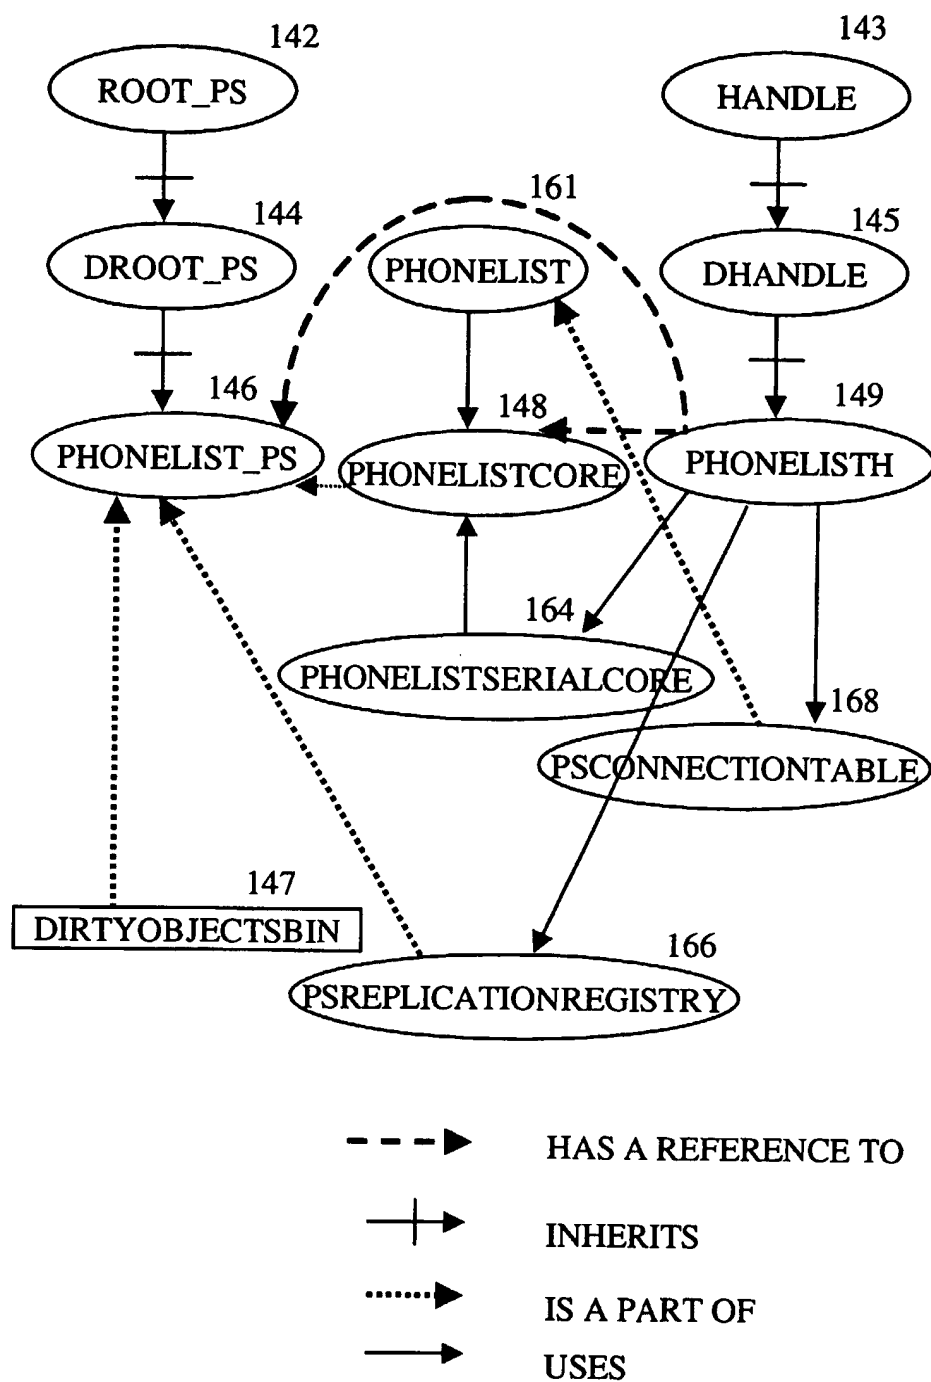 142
ROOT_PS
143
HANDLE
161
144
DROOT_PS
PHONELIST
145
DHANDLE
146
PHONELIST_PS
148
PHONELISTCORE
149
PHONELISTH
164
PHONELISTSERIALCORE
168
PSCONNECTIONTABLE
147
DIRTYOBJECTSBIN
166
PSREPLICATIONREGISTRY
HAS A REFERENCE TO
INHERITS
IS A PART OF
USES